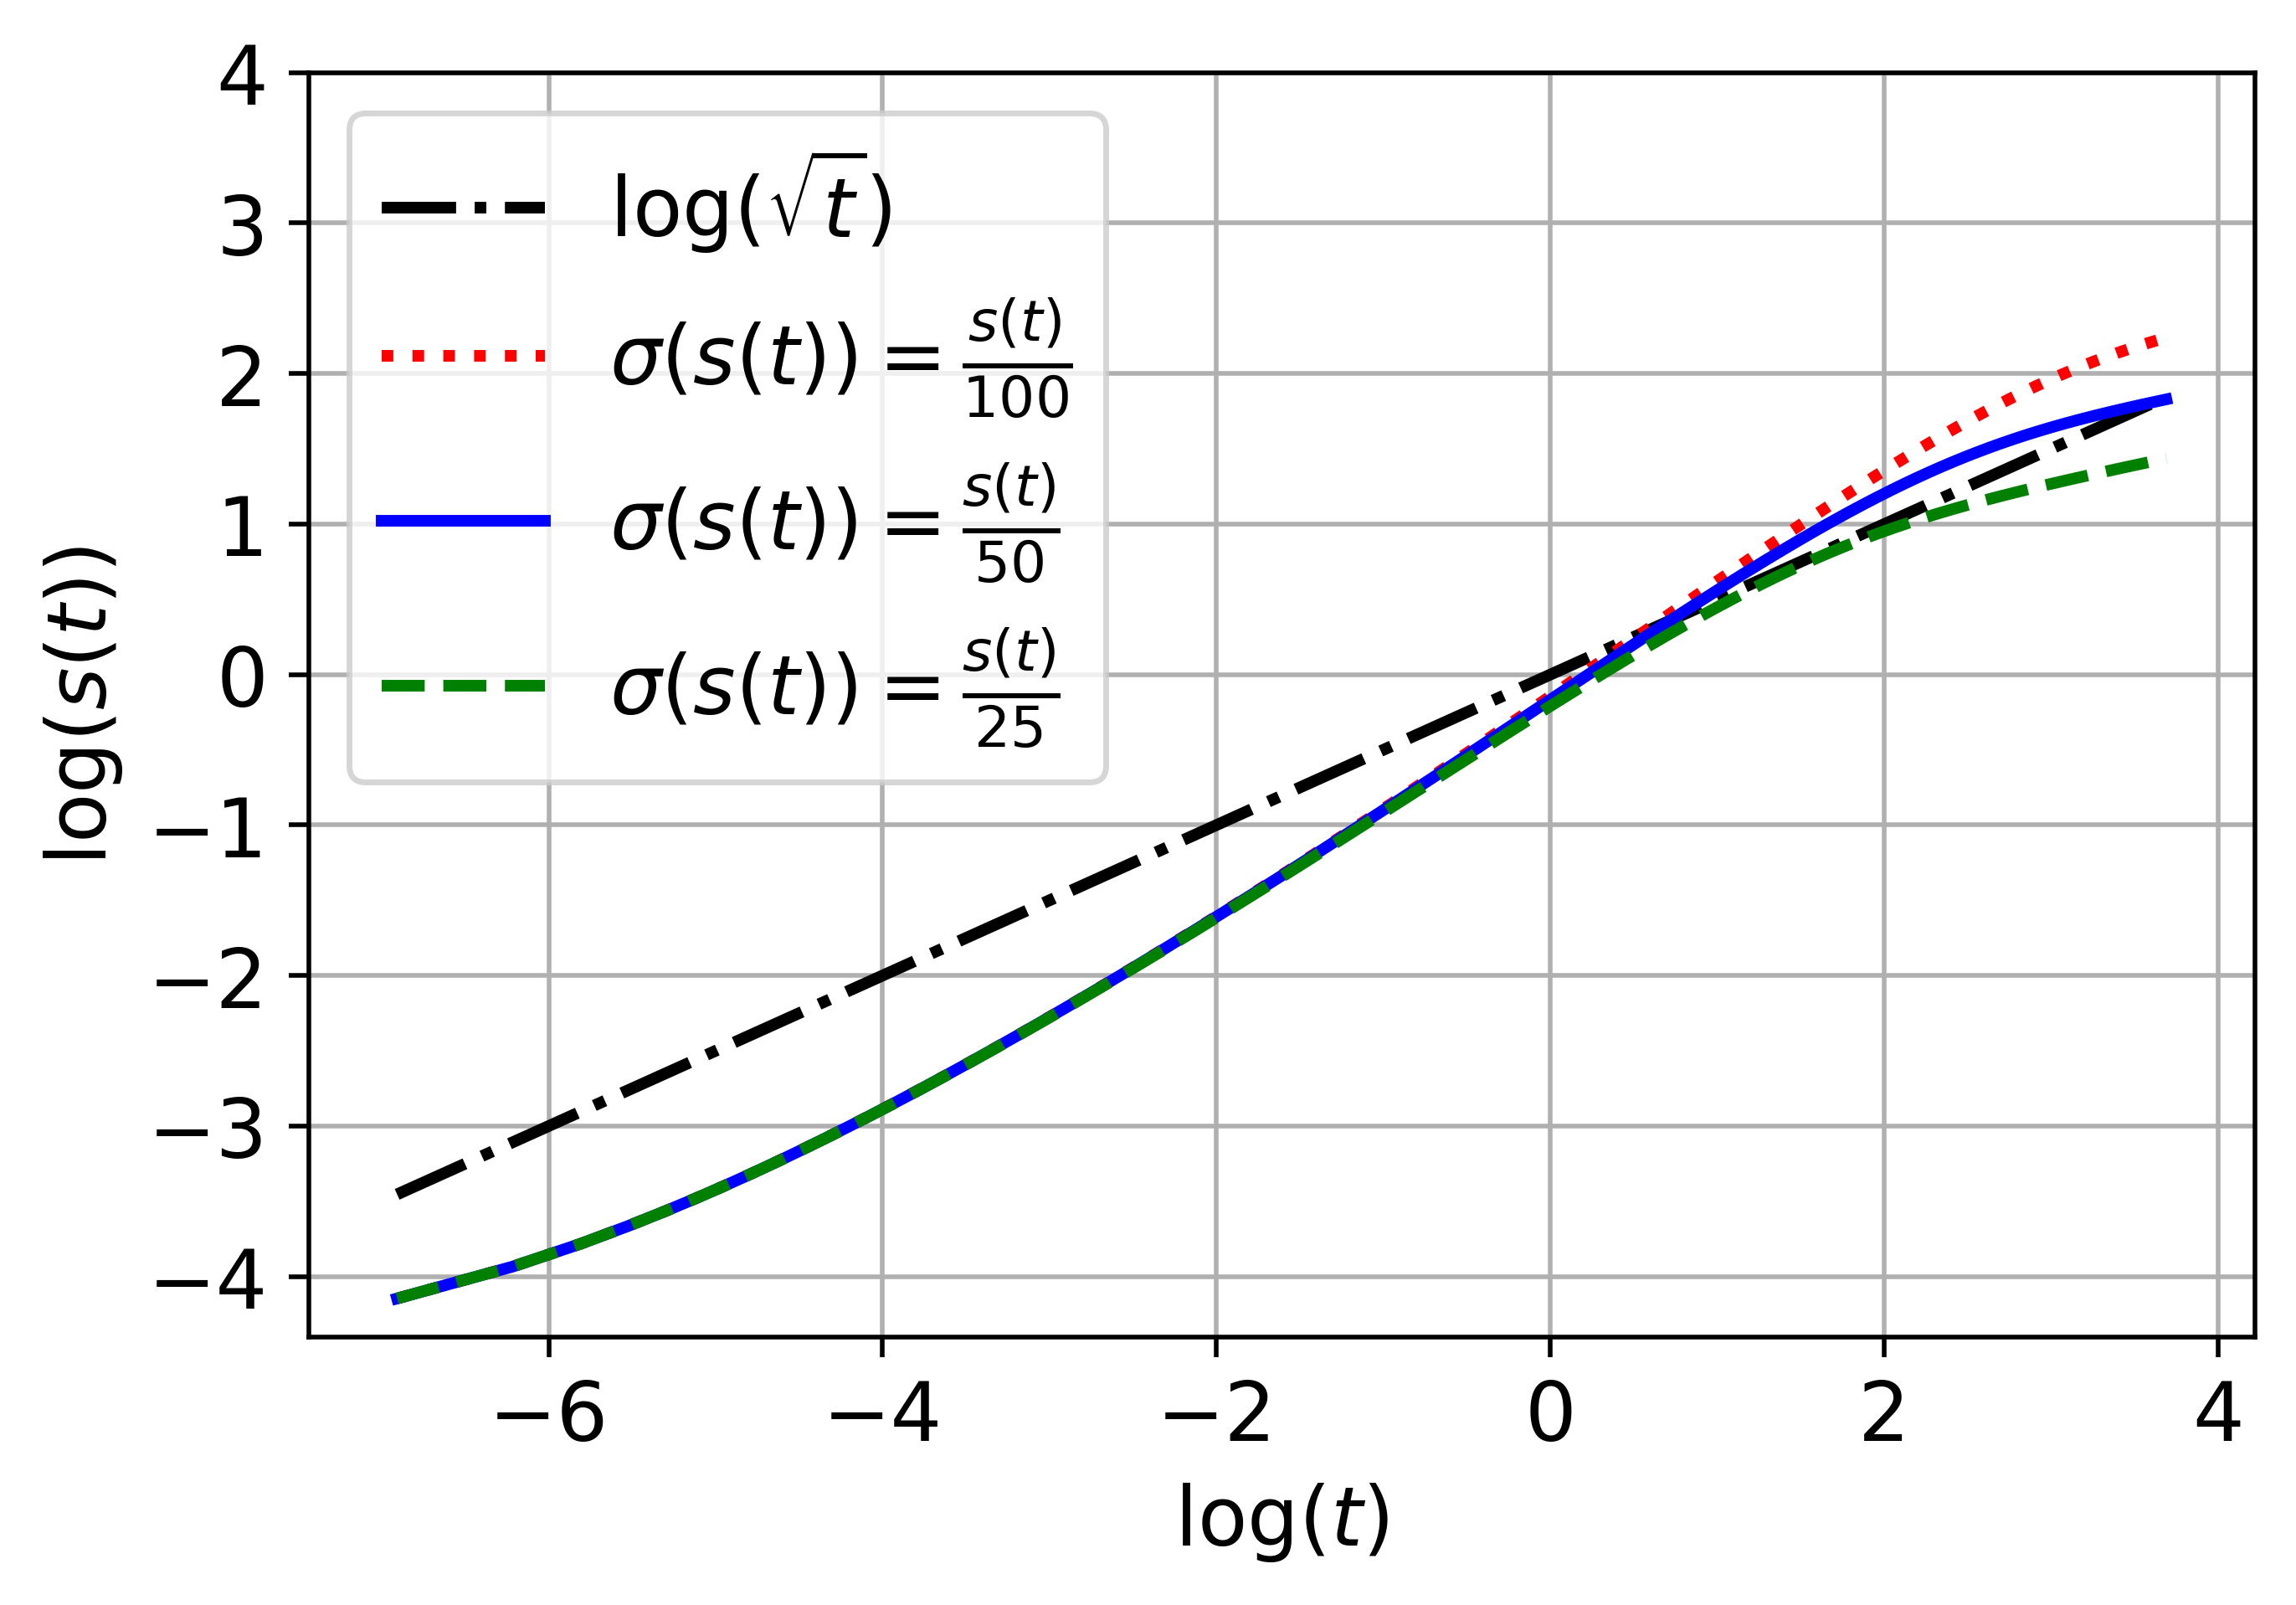 4
3
2
1
0
−1
−2
−3
−4
log(s(t))
log(√t)
σ(s(t)) = s(t)/100
σ(s(t)) = s(t)/50
σ(s(t)) = s(t)/25
−6 −4 −2 0 2 4
log(t)